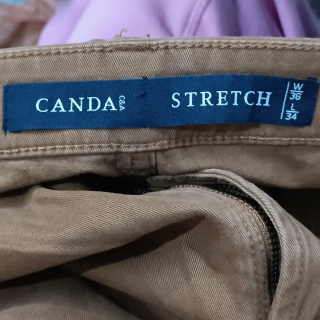 CANDA C&A STRETCH W 36 L 34